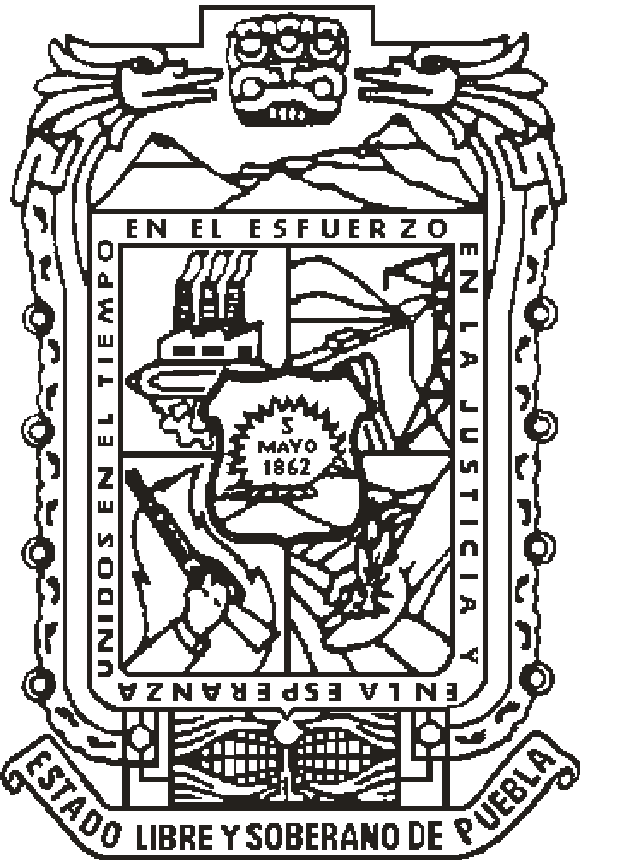 UNIDOS EN EL TIEMPO
EN EL ESFUERZO
EN LA JUSTICIA Y
EN LA ESPERANZA
5
MAYO
1862
ESTADO LIBRE Y SOBERANO DE PUEBLA